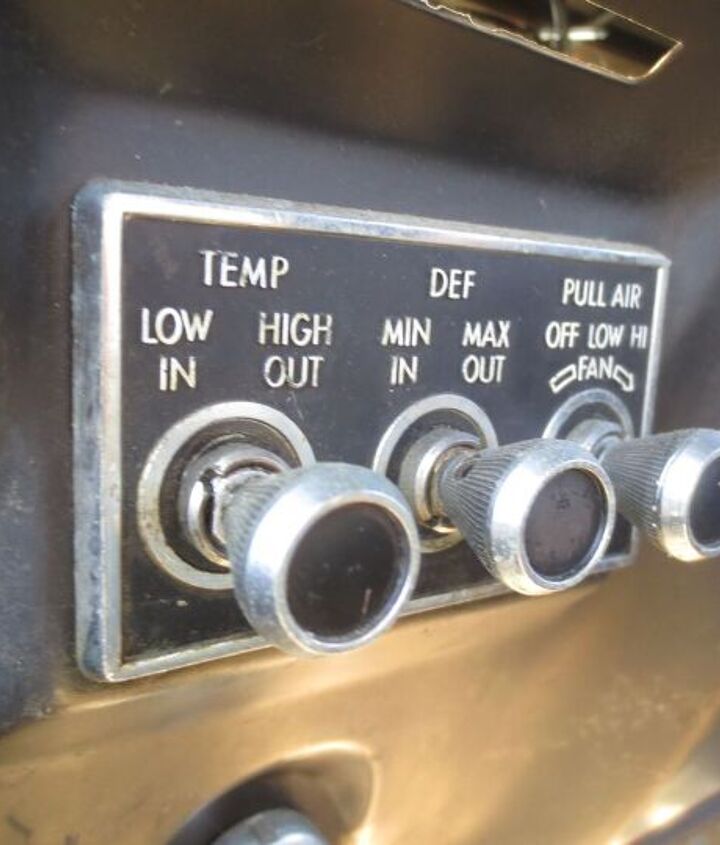 TEMP
LOW HIGH
IN OUT
DEF
MIN MAX
IN OUT
PULL AIR
OFF LOW HI
FAN